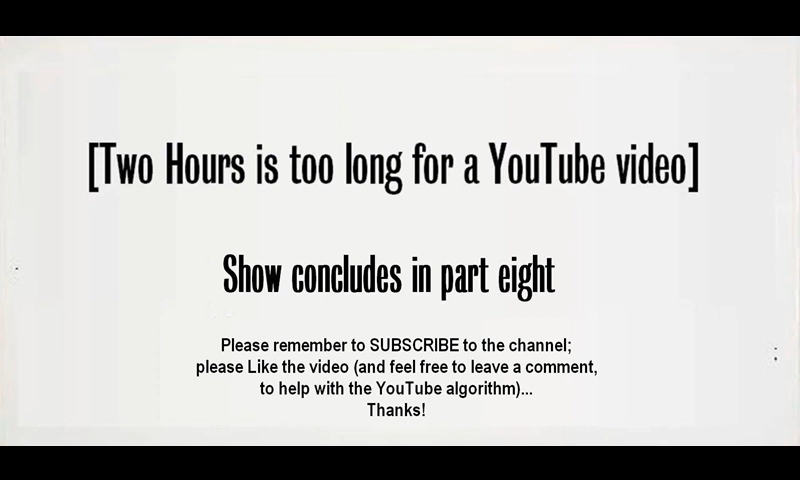 [Two Hours is too long for a YouTube video]
Show concludes in part eight
Please remember to SUBSCRIBE to the channel;
please Like the video (and feel free to leave a comment,
to help with the YouTube algorithm)...
Thanks!